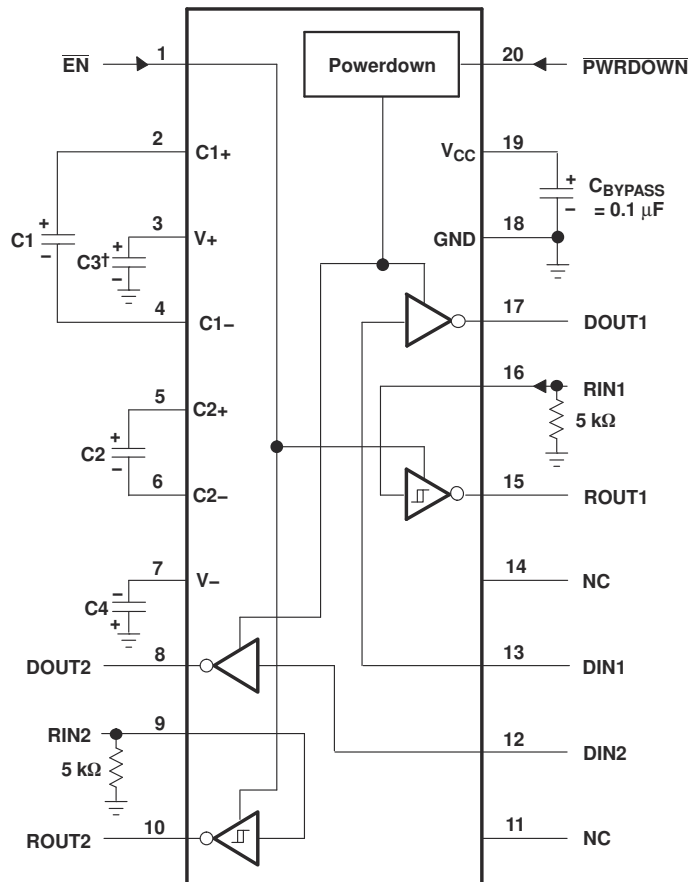 EN 1 Powerdown 20 PWRDOWN
2 C1+ VCC 19
C1 + − 3 V+ C3† + − GND 18 + − CBYPASS
= 0.1 µF
4 C1− 17 DOUT1
16 RIN1
5 kΩ
5 C2+
C2 + −
6 C2− 15 ROUT1
7 V− 14 NC
C4 − +
DOUT2 8 13 DIN1
RIN2 9 12 DIN2
5 kΩ
ROUT2 10 11 NC